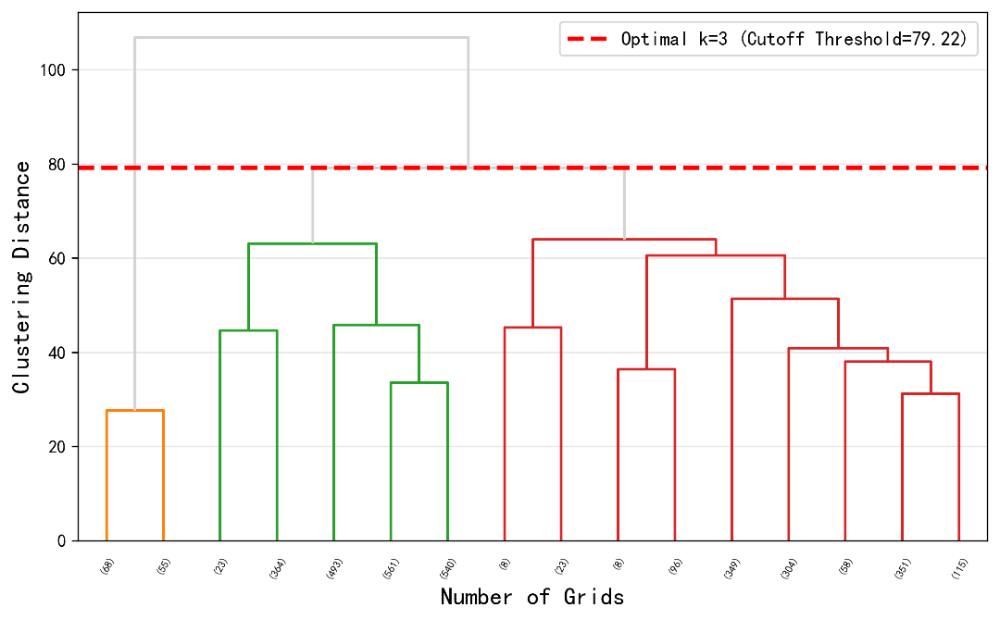 Optimal k=3 (Cutoff Threshold=79.22)
Clustering Distance
100
80
60
40
20
0
(68) (55) (23) (364) (493) (561) (540) (8) (23) (8) (96) (349) (304) (58) (351) (115)
Number of Grids